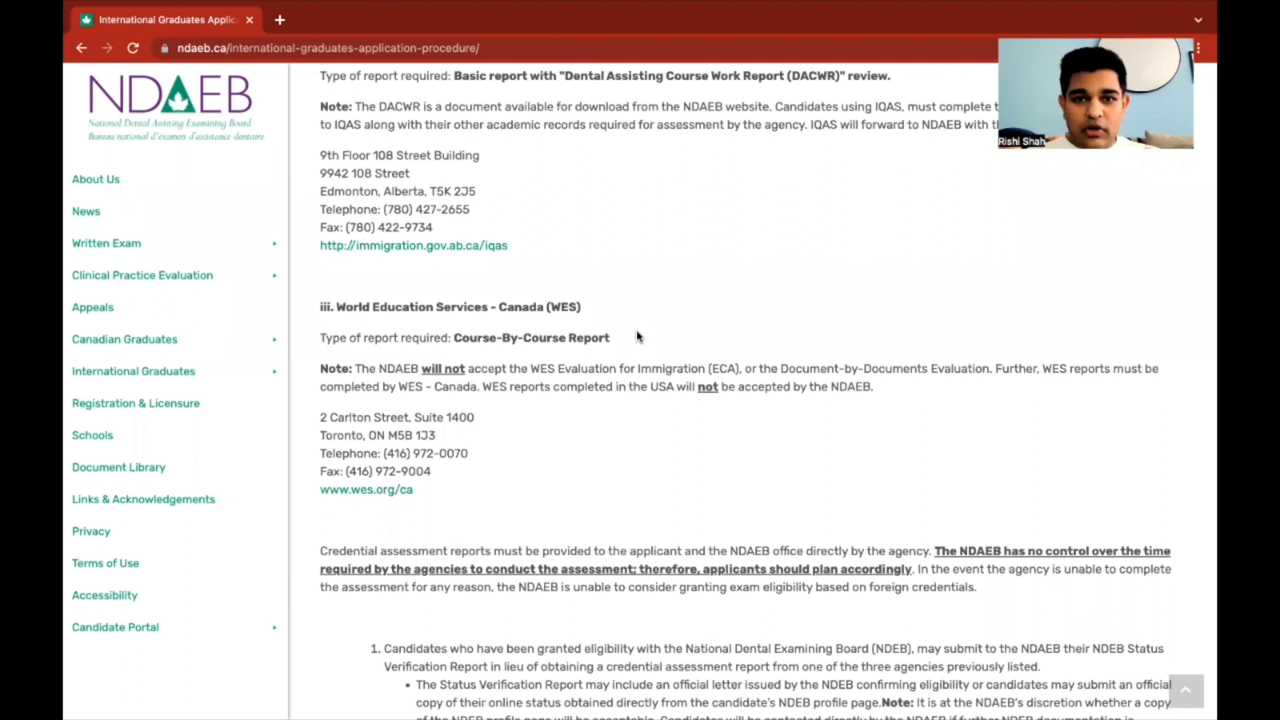 International Graduates Applic
ndaeb.ca/international-graduates-application-procedure/
NDAEB
National Dental Assisting Examining Board
Bureau national d'examen d'assistance dentaire
About Us
News
Written Exam
Clinical Practice Evaluation
Appeals
Canadian Graduates
International Graduates
Registration & Licensure
Schools
Document Library
Links & Acknowledgements
Privacy
Terms of Use
Accessibility
Candidate Portal
Type of report required: Basic report with "Dental Assisting Course Work Report (DACWR)" review.
Note: The DACWR is a document available for download from the NDAEB website. Candidates using IQAS, must complete
to IQAS along with their other academic records required for assessment by the agency. IQAS will forward to NDAEB with
9th Floor 108 Street Building
9942 108 Street
Edmonton, Alberta, T5K 2J5
Telephone: (780) 427-2655
Fax: (780) 422-9734
http://immigration.gov.ab.ca/iqas
iii. World Education Services - Canada (WES)
Type of report required: Course-By-Course Report
Note: The NDAEB will not accept the WES Evaluation for Immigration (ECA), or the Document-by-Documents Evaluation. Further, WES reports must be
completed by WES - Canada. WES reports completed in the USA will not be accepted by the NDAEB.
2 Carlton Street, Suite 1400
Toronto, ON M5B 1J3
Telephone: (416) 972-0070
Fax: (416) 972-9004
www.wes.org/ca
Credential assessment reports must be provided to the applicant and the NDAEB office directly by the agency. The NDAEB has no control over the time
required by the agencies to conduct the assessment; therefore, applicants should plan accordingly. In the event the agency is unable to complete
the assessment for any reason, the NDAEB is unable to consider granting exam eligibility based on foreign credentials.
1. Candidates who have been granted eligibility with the National Dental Examining Board (NDEB), may submit to the NDAEB their NDEB Status
Verification Report in lieu of obtaining a credential assessment report from one of the three agencies previously listed.
▪ The Status Verification Report may include an official letter issued by the NDEB confirming eligibility or candidates may submit an official
copy of their online status obtained directly from the candidate's NDEB profile page.Note: It is at the NDAEB's discretion whether a copy
Rishi Shah